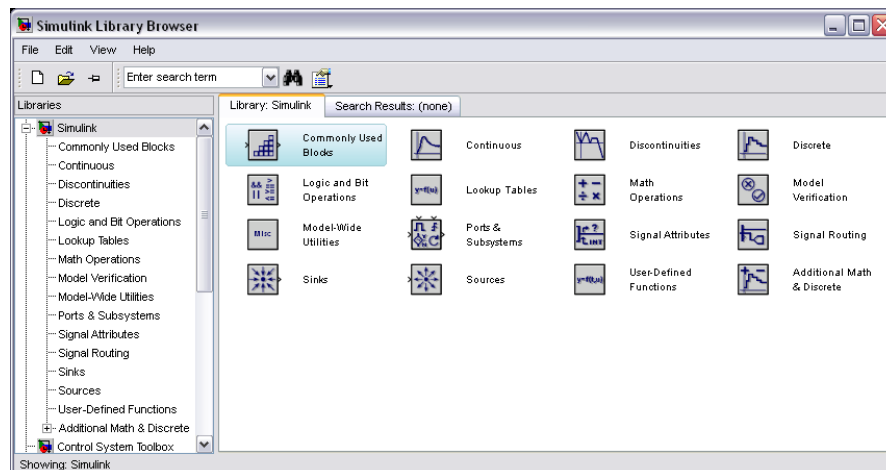 Simulink Library Browser
File Edit View Help
Enter search term
Libraries
Library: Simulink Search Results: (none)
Simulink
Commonly Used Blocks
Continuous
Discontinuities
Discrete
Logic and Bit Operations
Lookup Tables
Math Operations
Model Verification
Model-Wide Utilities
Ports & Subsystems
Signal Attributes
Signal Routing
Sinks
Sources
User-Defined Functions
Additional Math & Discrete
Control System Toolbox
Commonly Used
Blocks
Continuous
Discontinuities
Discrete
Logic and Bit
Operations
y=f(u)
Lookup Tables
Math
Operations
Model
Verification
Misc
Model-Wide
Utilities
Ports &
Subsystems
Signal Attributes
Signal Routing
Sinks
Sources
y=f(t,u)
User-Defined
Functions
Additional Math
& Discrete
Showing: Simulink